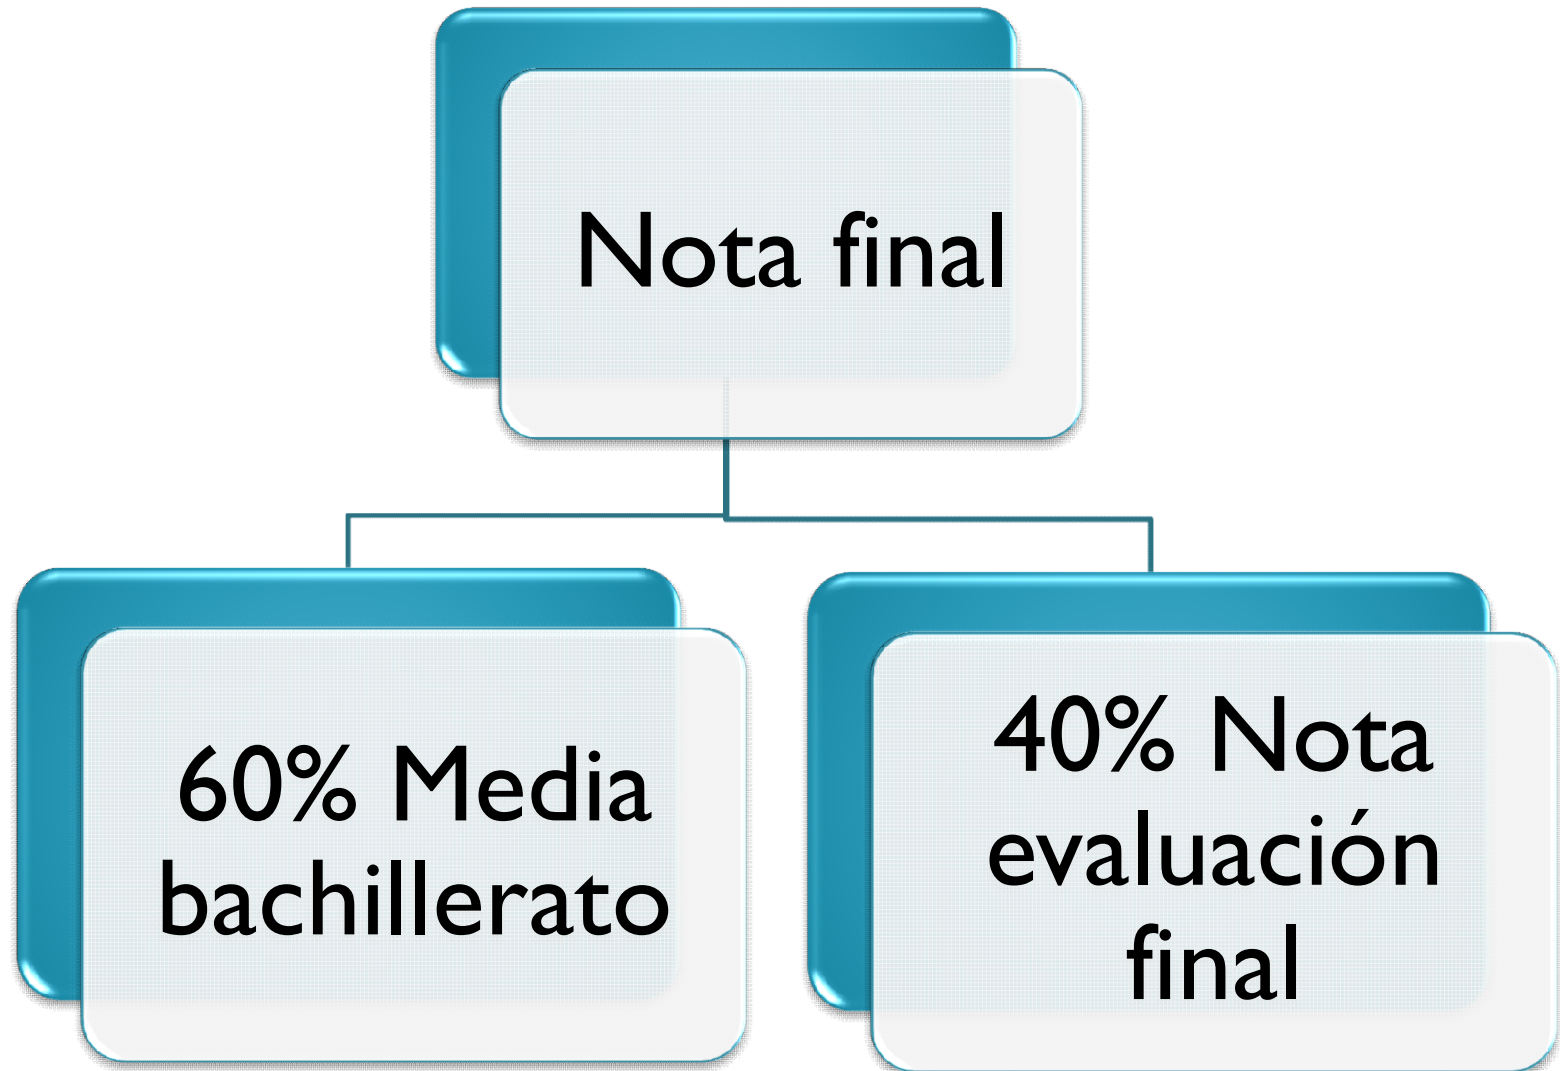 Nota final
60% Media
bachillerato
40% Nota
evaluación
final